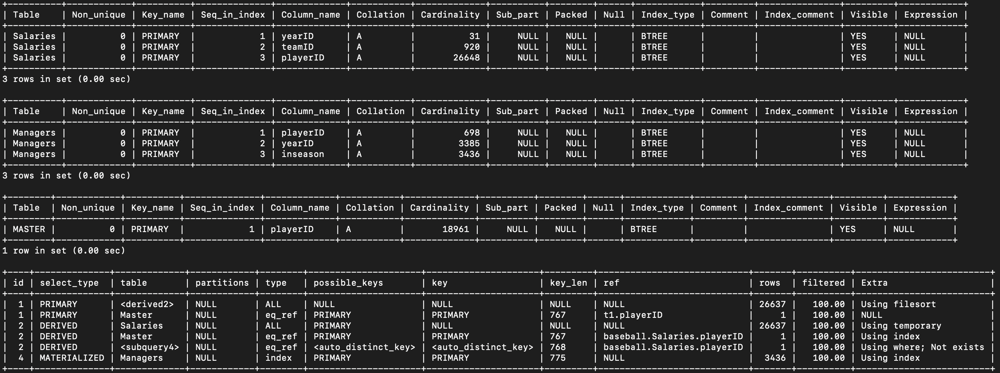 +----------+------------+----------+--------------+-------------+-----------+-------------+----------+--------+------+------------+---------+---------------+---------+------------+
| Table    | Non_unique | Key_name | Seq_in_index | Column_name | Collation | Cardinality | Sub_part | Packed | Null | Index_type | Comment | Index_comment | Visible | Expression |
+----------+------------+----------+--------------+-------------+-----------+-------------+----------+--------+------+------------+---------+---------------+---------+------------+
| Salaries |          0 | PRIMARY  |            1 | yearID      | A         |          31 |     NULL |   NULL |      | BTREE      |         |               | YES     | NULL       |
| Salaries |          0 | PRIMARY  |            2 | teamID      | A         |         920 |     NULL |   NULL |      | BTREE      |         |               | YES     | NULL       |
| Salaries |          0 | PRIMARY  |            3 | playerID    | A         |       26648 |     NULL |   NULL |      | BTREE      |         |               | YES     | NULL       |
+----------+------------+----------+--------------+-------------+-----------+-------------+----------+--------+------+------------+---------+---------------+---------+------------+
3 rows in set (0.00 sec)
+----------+------------+----------+--------------+-------------+-----------+-------------+----------+--------+------+------------+---------+---------------+---------+------------+
| Table    | Non_unique | Key_name | Seq_in_index | Column_name | Collation | Cardinality | Sub_part | Packed | Null | Index_type | Comment | Index_comment | Visible | Expression |
+----------+------------+----------+--------------+-------------+-----------+-------------+----------+--------+------+------------+---------+---------------+---------+------------+
| Managers |          0 | PRIMARY  |            1 | playerID    | A         |         698 |     NULL |   NULL |      | BTREE      |         |               | YES     | NULL       |
| Managers |          0 | PRIMARY  |            2 | yearID      | A         |        3385 |     NULL |   NULL |      | BTREE      |         |               | YES     | NULL       |
| Managers |          0 | PRIMARY  |            3 | inseason    | A         |        3436 |     NULL |   NULL |      | BTREE      |         |               | YES     | NULL       |
+----------+------------+----------+--------------+-------------+-----------+-------------+----------+--------+------+------------+---------+---------------+---------+------------+
3 rows in set (0.00 sec)
+--------+------------+----------+--------------+-------------+-----------+-------------+----------+--------+------+------------+---------+---------------+---------+------------+
| Table  | Non_unique | Key_name | Seq_in_index | Column_name | Collation | Cardinality | Sub_part | Packed | Null | Index_type | Comment | Index_comment | Visible | Expression |
+--------+------------+----------+--------------+-------------+-----------+-------------+----------+--------+------+------------+---------+---------------+---------+------------+
| MASTER |          0 | PRIMARY  |            1 | playerID    | A         |       18961 |     NULL |   NULL |      | BTREE      |         |               | YES     | NULL       |
+--------+------------+----------+--------------+-------------+-----------+-------------+----------+--------+------+------------+---------+---------------+---------+------------+
1 row in set (0.00 sec)
+----+--------------+-------------+------------+--------+---------------------+---------------------+---------+----------------------------+-------+----------+-------------------------+
| id | select_type  | table       | partitions | type   | possible_keys       | key                 | key_len | ref                        | rows  | filtered | Extra                   |
+----+--------------+-------------+------------+--------+---------------------+---------------------+---------+----------------------------+-------+----------+-------------------------+
|  1 | PRIMARY      | <derived2>  | NULL       | ALL    | NULL                | NULL                | NULL    | NULL                       | 26637 |   100.00 | Using filesort          |
|  1 | PRIMARY      | Master      | NULL       | eq_ref | PRIMARY             | PRIMARY             | 767     | t1.playerID                |     1 |   100.00 | NULL                    |
|  2 | DERIVED      | Salaries    | NULL       | ALL    | PRIMARY             | NULL                | NULL    | NULL                       | 26637 |   100.00 | Using temporary         |
|  2 | DERIVED      | Master      | NULL       | eq_ref | PRIMARY             | PRIMARY             | 767     | baseball.Salaries.playerID |     1 |   100.00 | Using index             |
|  2 | DERIVED      | <subquery4> | NULL       | eq_ref | <auto_distinct_key> | <auto_distinct_key> | 768     | baseball.Salaries.playerID |     1 |   100.00 | Using where; Not exists |
|  4 | MATERIALIZED | Managers    | NULL       | index  | PRIMARY             | PRIMARY             | 775     | NULL                       |  3436 |   100.00 | Using index             |
+----+--------------+-------------+------------+--------+---------------------+---------------------+---------+----------------------------+-------+----------+-------------------------+